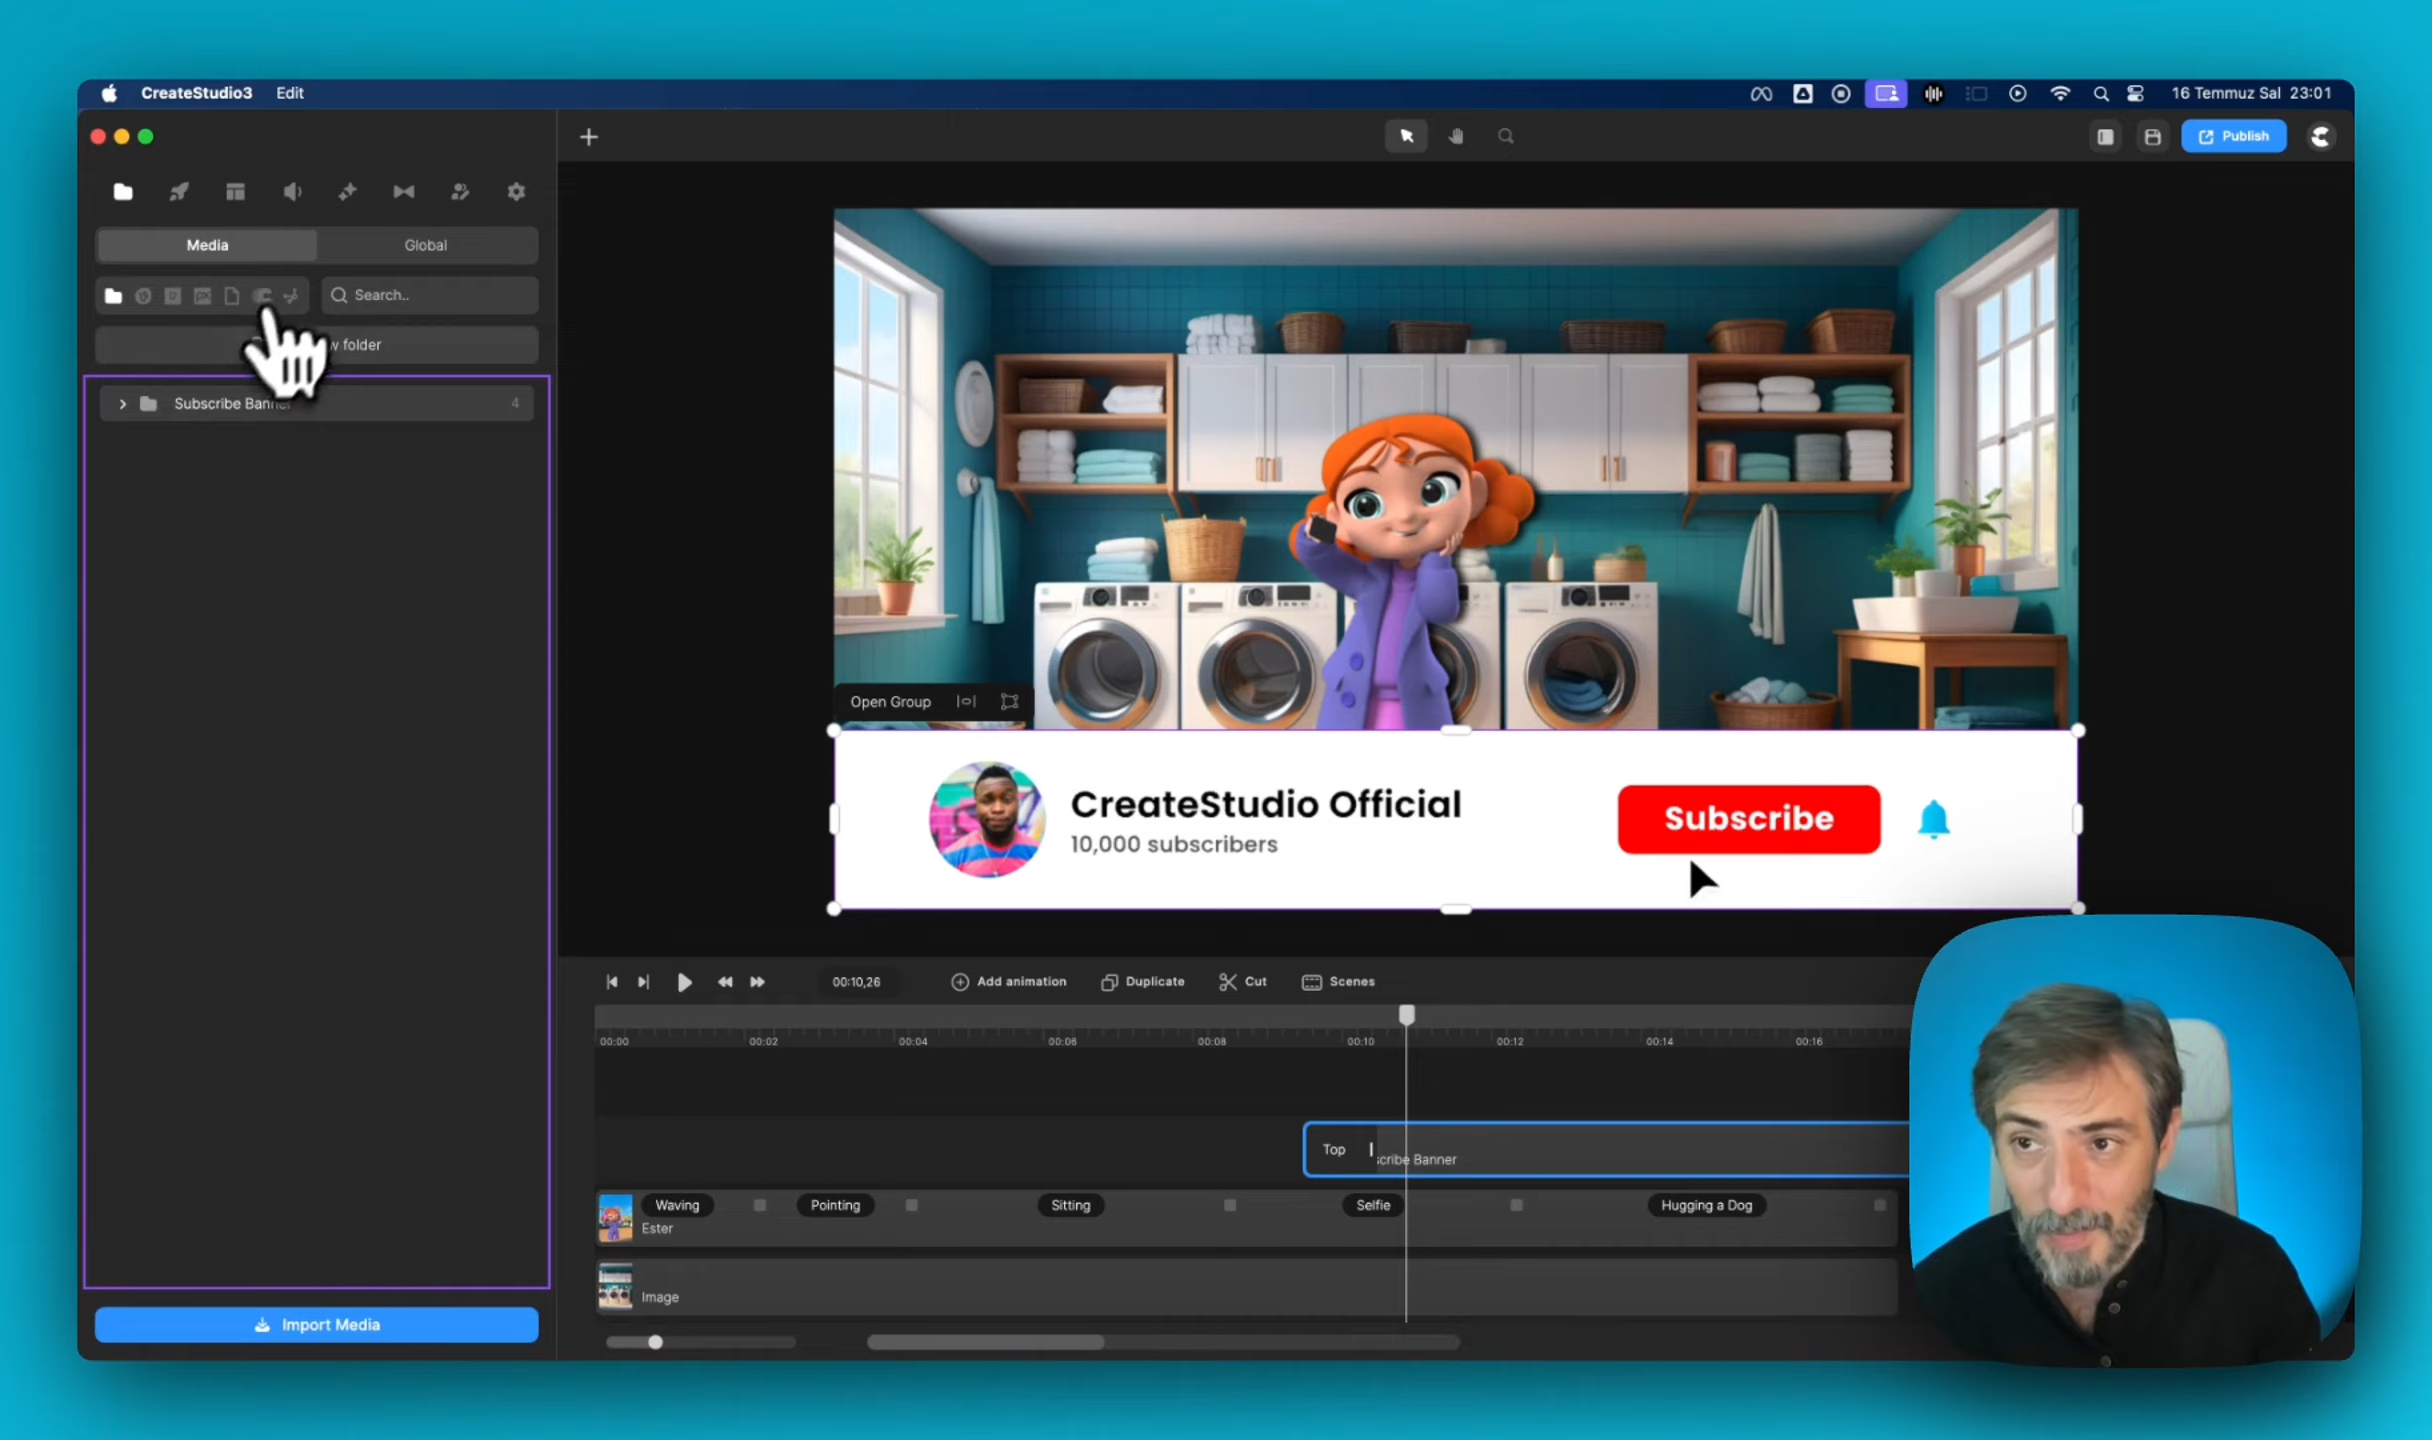 CreateStudio3 Edit
16 Temmuz Sal 23:01
Publish
Media Global
Search..
folder
Subscribe Banner 4
Open Group
CreateStudio Official
10,000 subscribers
Subscribe
00:10,26 Add animation Duplicate Cut Scenes
00:00 00:02 00:04 00:06 00:08 00:10 00:12 00:14 00:16
Top
scribe Banner
Waving Pointing Sitting Selfie Hugging a Dog
Ester
Image
Import Media